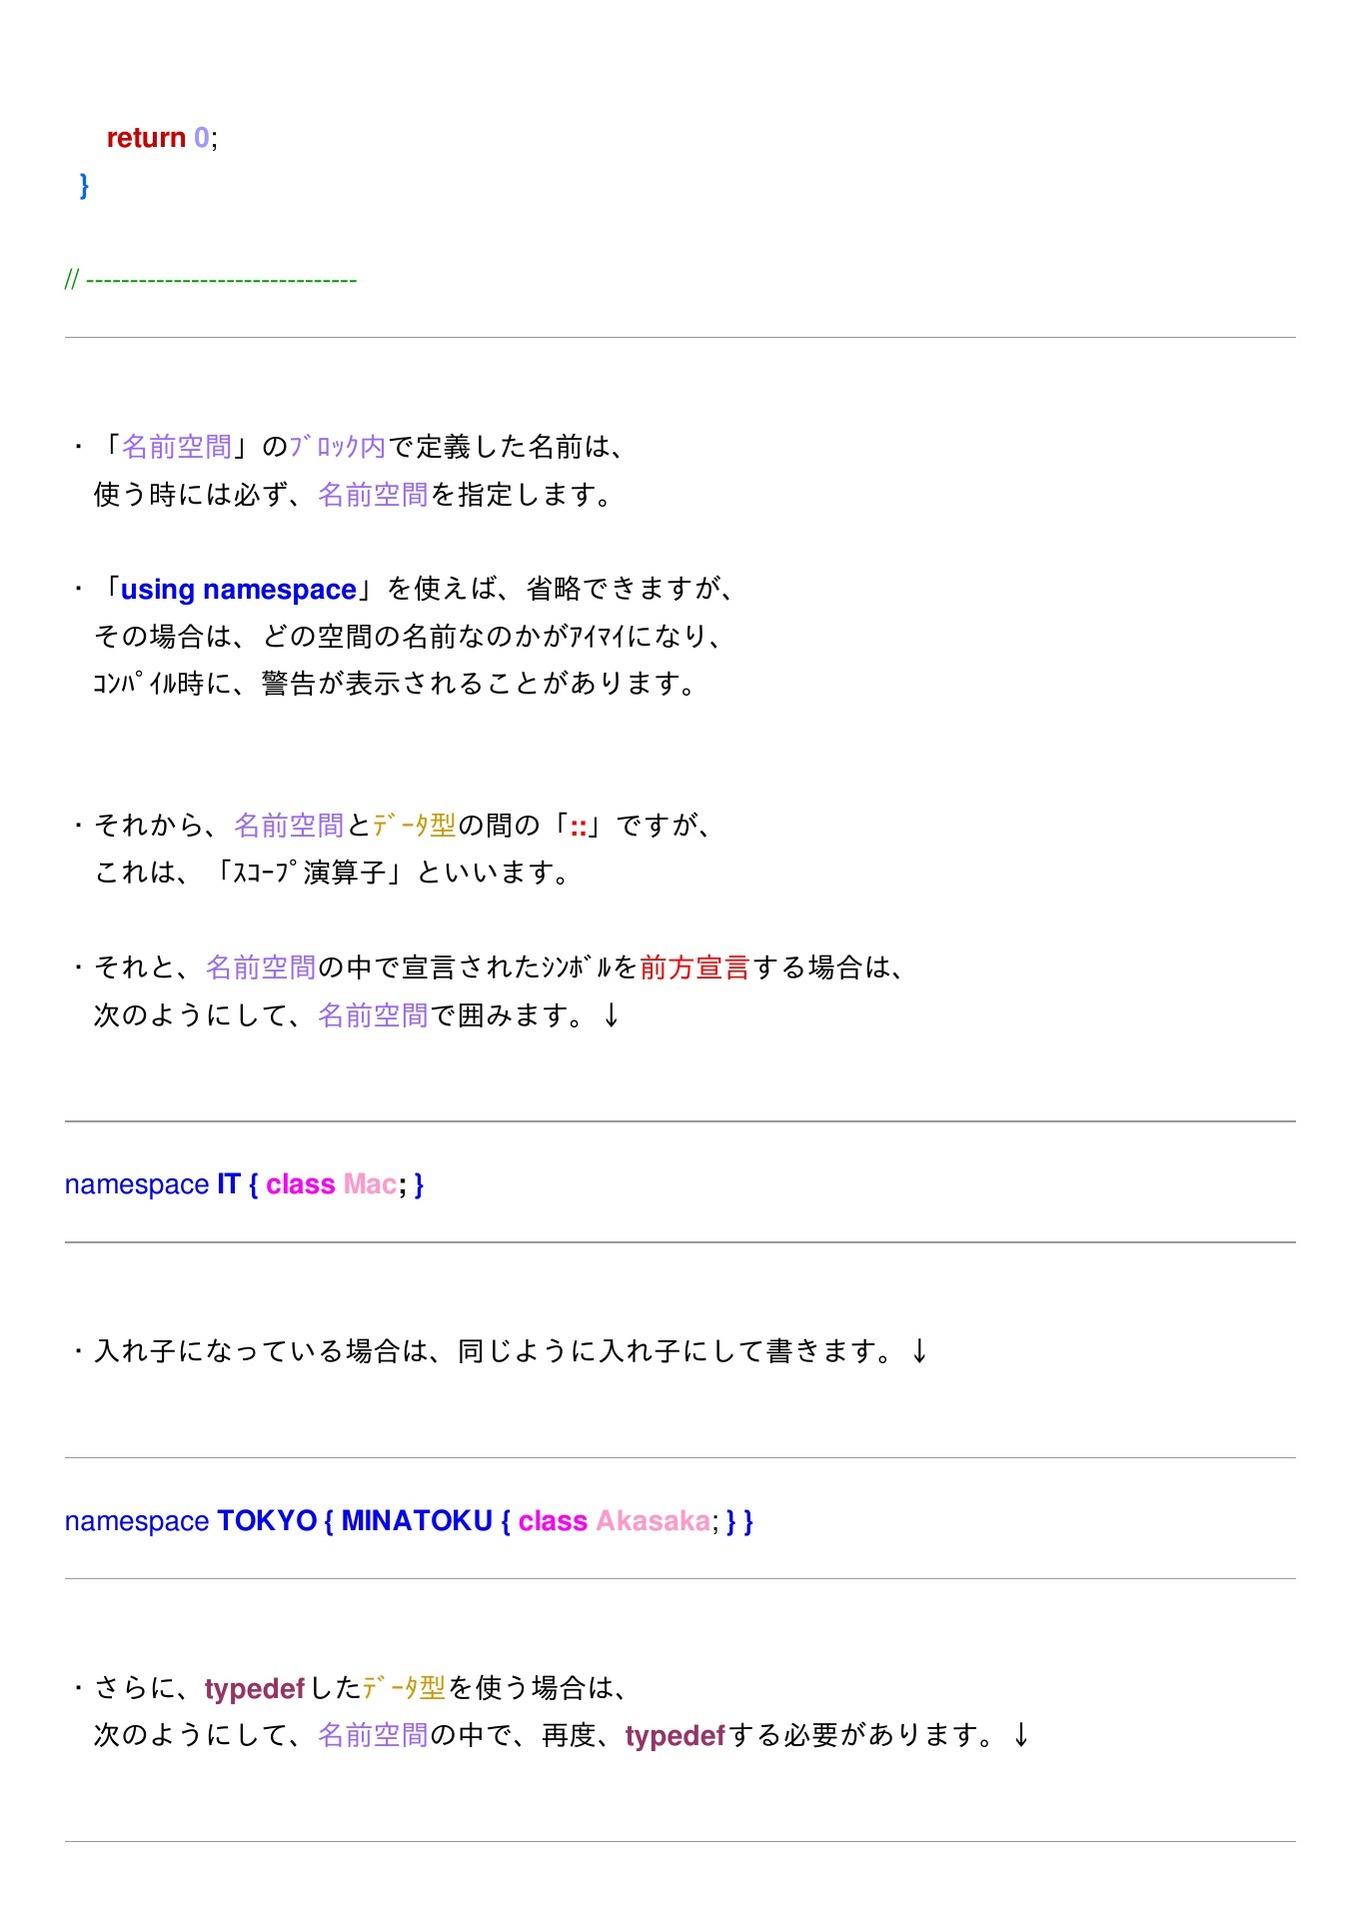 return 0;
}
// -------------------------------
・「名前空間」のﾌﾞﾛｯｸ内で定義した名前は、
使う時には必ず、名前空間を指定します。
・「using namespace」を使えば、省略できますが、
その場合は、どの空間の名前なのかがｱｲﾏｲになり、
ｺﾝﾊﾟｲﾙ時に、警告が表示されることがあります。
・それから、名前空間とﾃﾞｰﾀ型の間の「::」ですが、
これは、「ｽｺｰﾌﾟ演算子」といいます。
・それと、名前空間の中で宣言されたｼﾝﾎﾞﾙを前方宣言する場合は、
次のようにして、名前空間で囲みます。↓
namespace IT { class Mac; }
・入れ子になっている場合は、同じように入れ子にして書きます。↓
namespace TOKYO { MINATOKU { class Akasaka; } }
・さらに、typedefしたﾃﾞｰﾀ型を使う場合は、
次のようにして、名前空間の中で、再度、typedefする必要があります。↓